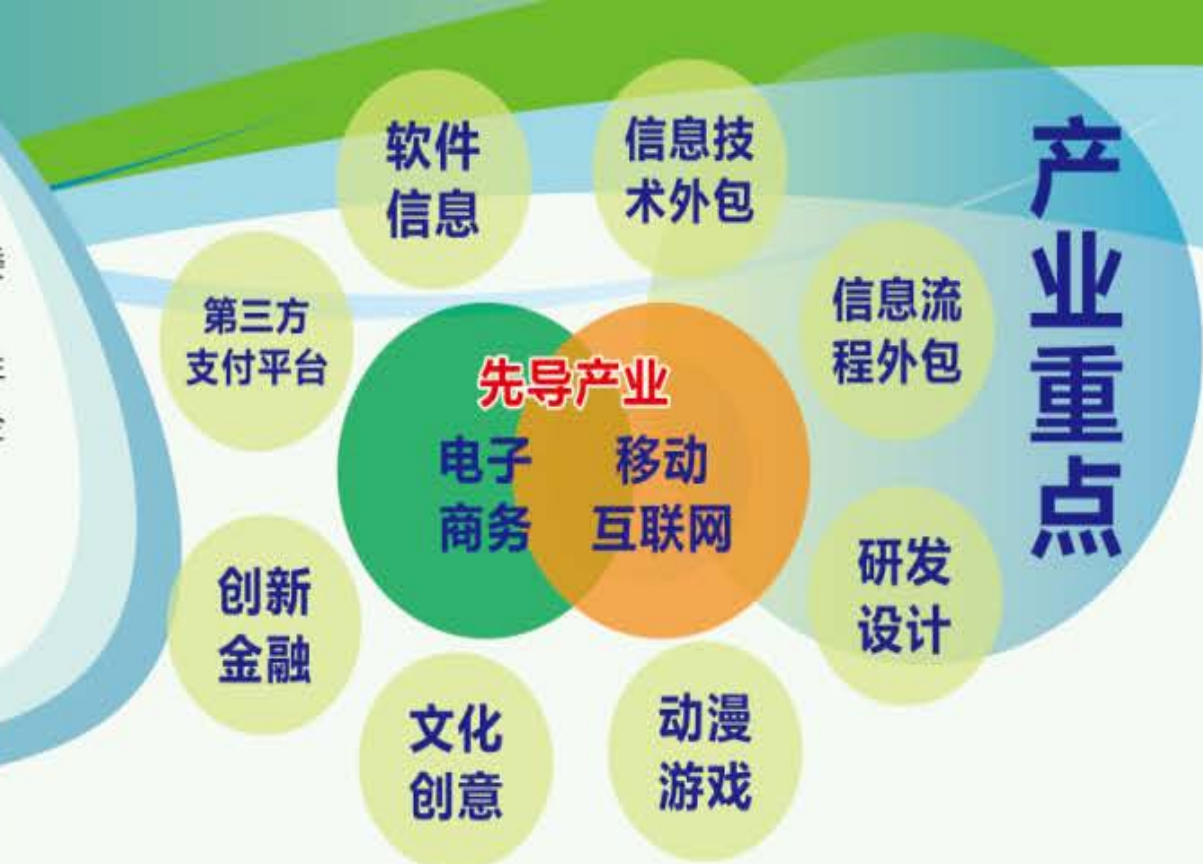 产业重点
软件
信息
信息技
术外包
第三方
支付平台
信息流
程外包
先导产业
电子
商务
移动
互联网
创新
金融
研发
设计
文化
创意
动漫
游戏